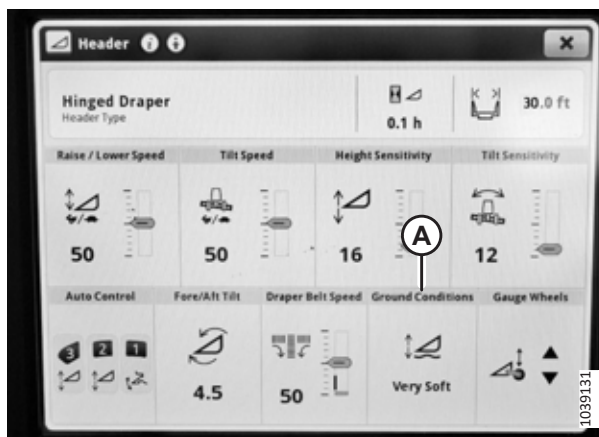 Header
Hinged Draper
Header Type
0.1 h
30.0 ft
Raise / Lower Speed
Tilt Speed
Height Sensitivity
Tilt Sensitivity
50
50
16
12
A
Auto Control
Fore/Aft Tilt
Draper Belt Speed
Ground Conditions
Gauge Wheels
3 2 1
4.5
50
Very Soft
1039131